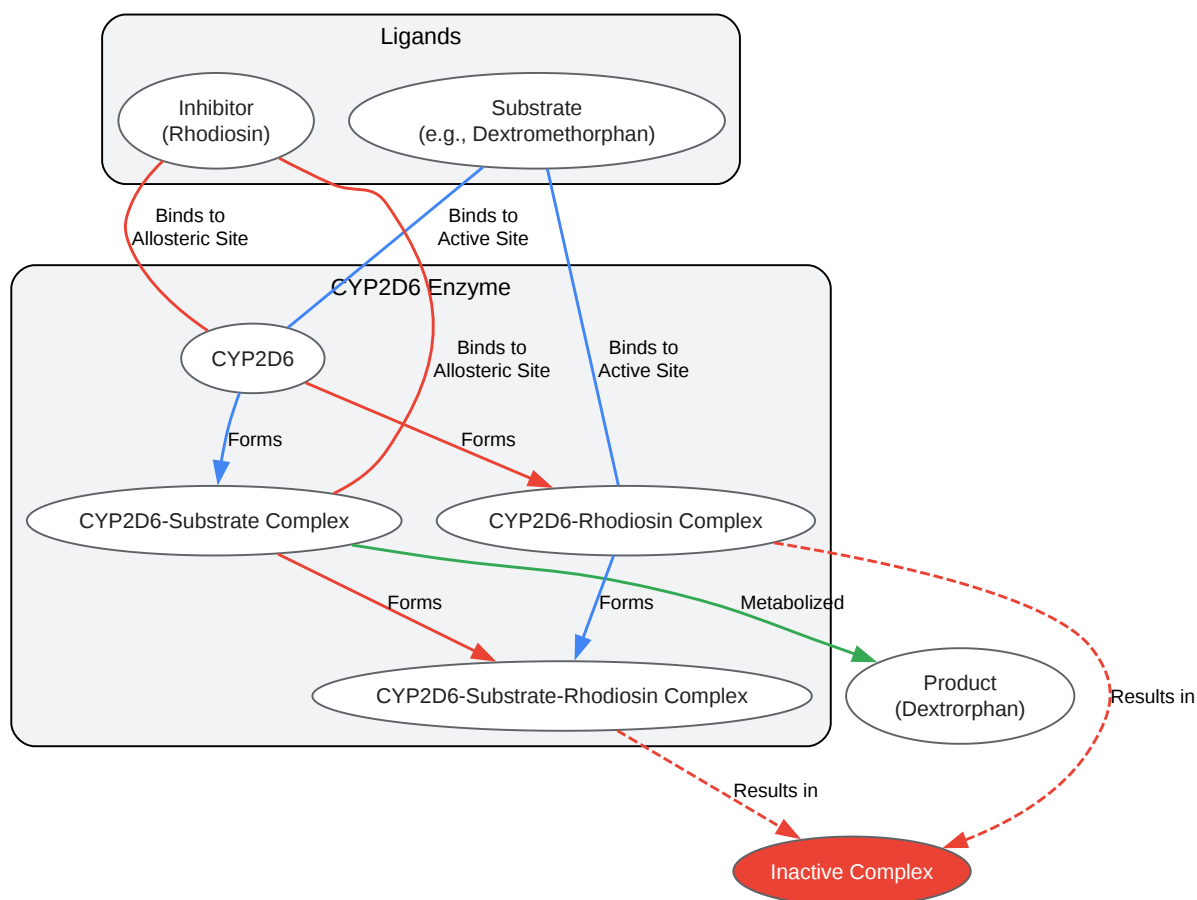 Ligands
Inhibitor
(Rhodiosin)
Substrate
(e.g., Dextromethorphan)
Binds to
Allosteric Site
Binds to
Active Site
CYP2D6 Enzyme
CYP2D6
Binds to
Allosteric Site
Binds to
Active Site
Forms
Forms
CYP2D6-Substrate Complex
CYP2D6-Rhodiosin Complex
Forms
Forms
Metabolized
CYP2D6-Substrate-Rhodiosin Complex
Product
(Dextrorphan)
Results in
Results in
Inactive Complex